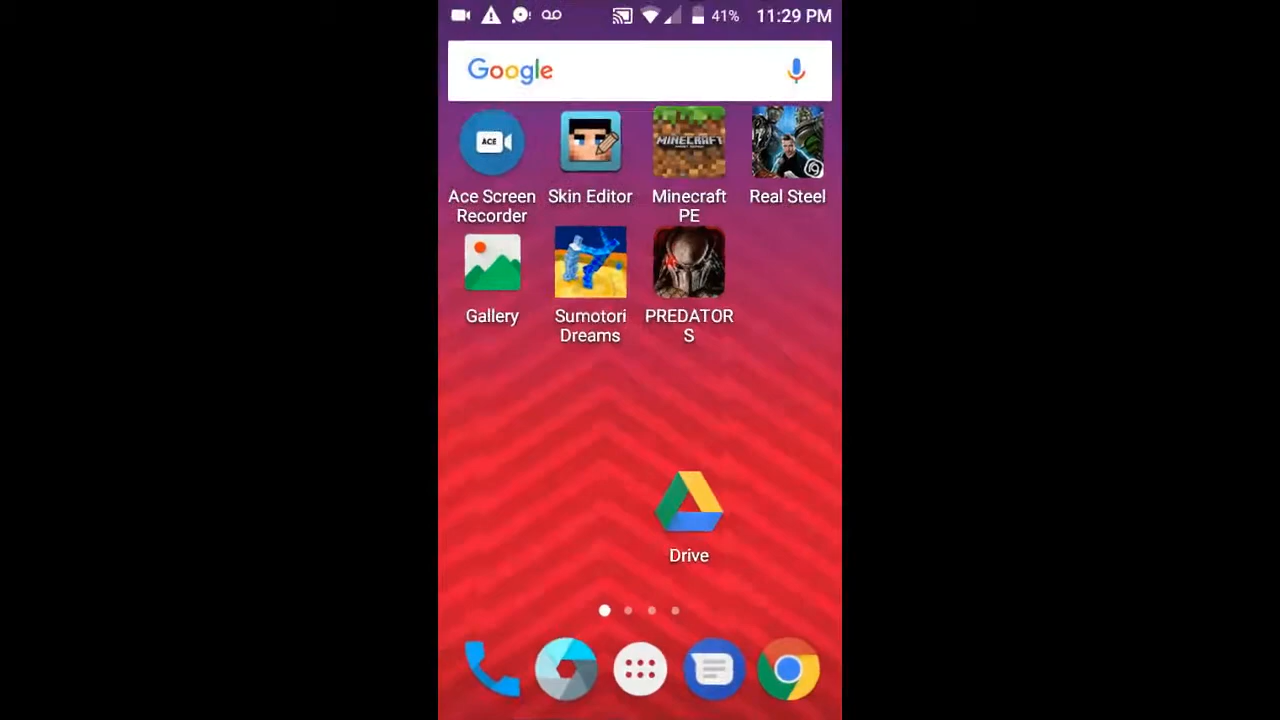 41% 11:29 PM
Google
ACE
MINECRAFT
Ace Screen Recorder
Skin Editor
Minecraft PE
Real Steel
Gallery
Sumotori Dreams
PREDATOR
S
Drive